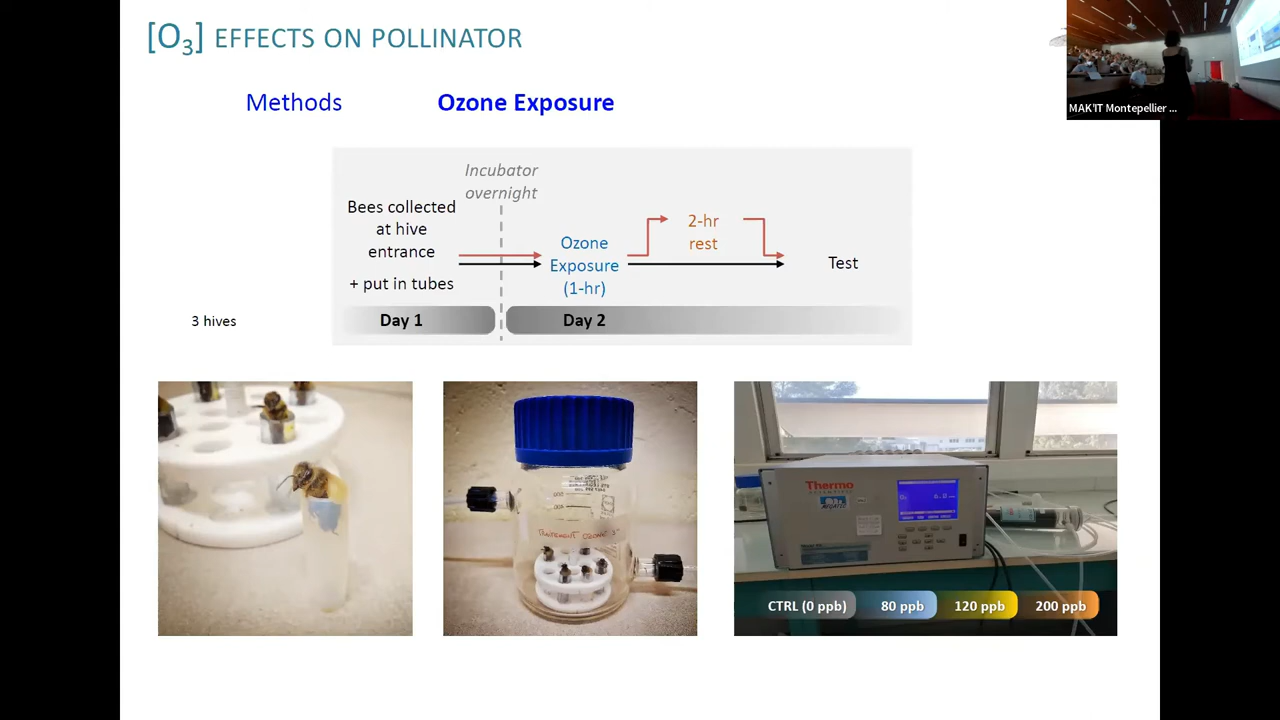 [O3] EFFECTS ON POLLINATOR
MAK'IT Montepellier ...
Methods
Ozone Exposure
Incubator
overnight
Bees collected
at hive
entrance
+ put in tubes
Ozone
Exposure
(1-hr)
2-hr
rest
Test
3 hives
Day 1
Day 2
Thermo
CTRL (0 ppb)
80 ppb
120 ppb
200 ppb